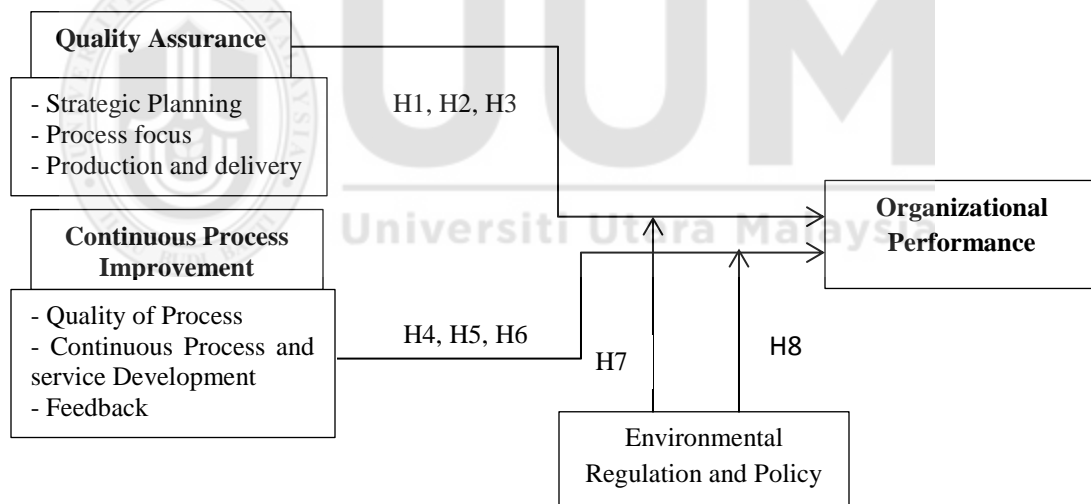 Quality Assurance
- Strategic Planning
- Process focus
- Production and delivery
H1, H2, H3
Continuous Process
Improvement
- Quality of Process
- Continuous Process and
service Development
- Feedback
H4, H5, H6
H7
H8
Organizational
Performance
Environmental
Regulation and Policy
UUM
Universiti Utara Malaysia